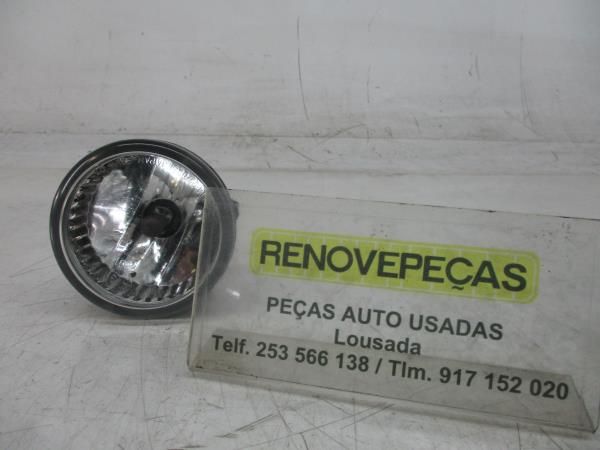 RENOVEPEÇAS
PEÇAS AUTO USADAS
Lousada
Telf. 253 566 138 / Tlm. 917 152 020